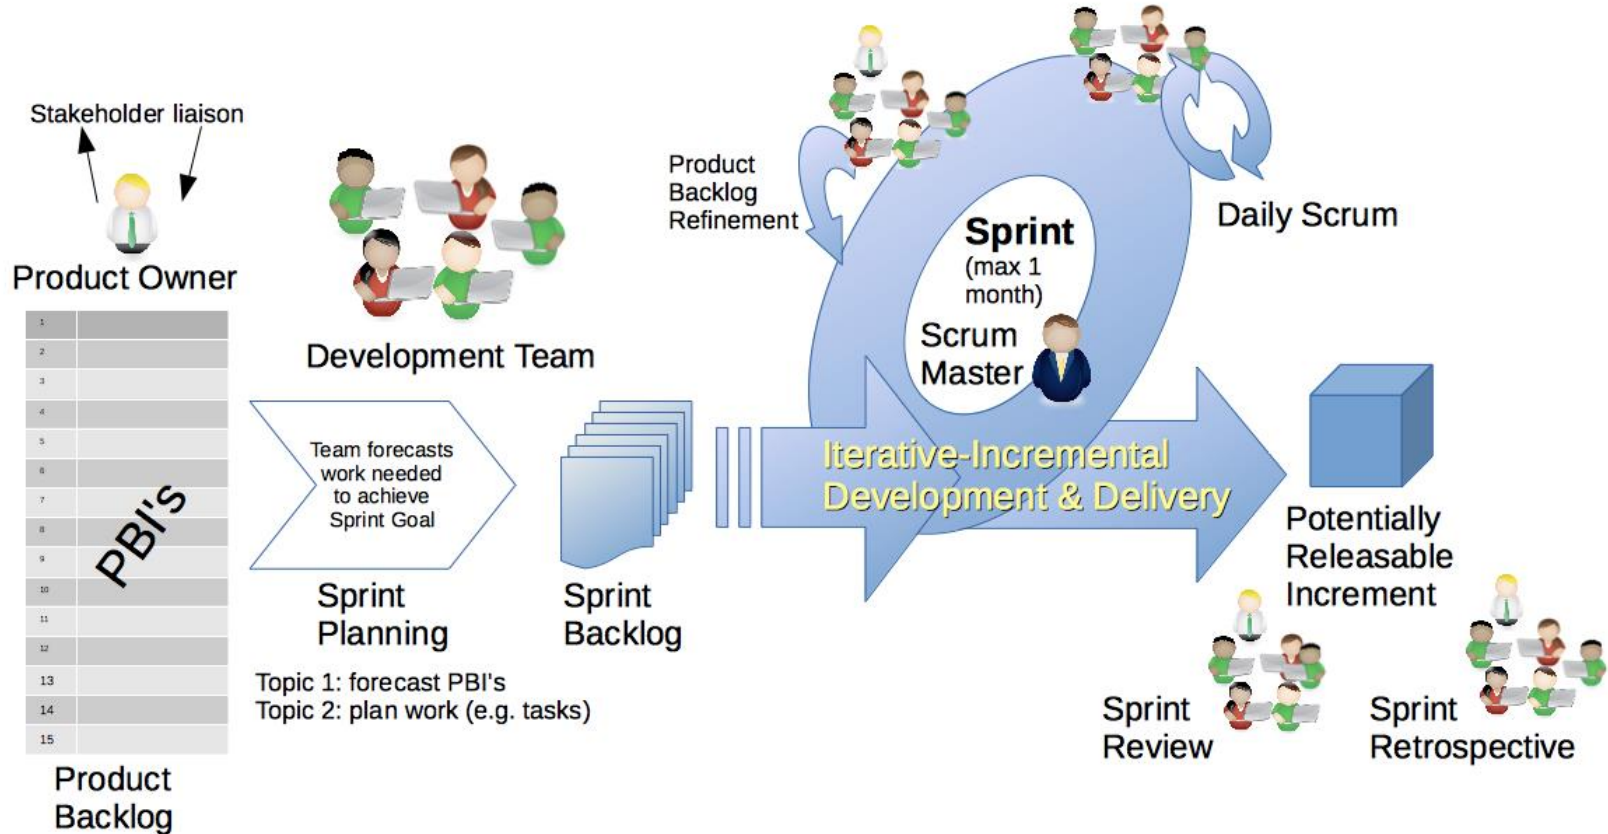 Stakeholder liaison
Product Owner
1
2
3
4
5
6
7
8
9
10
11
12
13
14
15
PBI's
Product
Backlog
Development Team
Team forecasts
work needed
to achieve
Sprint Goal
Sprint
Planning
Topic 1: forecast PBI's
Topic 2: plan work (e.g. tasks)
Sprint
Backlog
Product
Backlog
Refinement
Sprint
(max 1
month)
Scrum
Master
Daily Scrum
Iterative-Incremental
Development & Delivery
Potentially
Releasable
Increment
Sprint
Review
Sprint
Retrospective